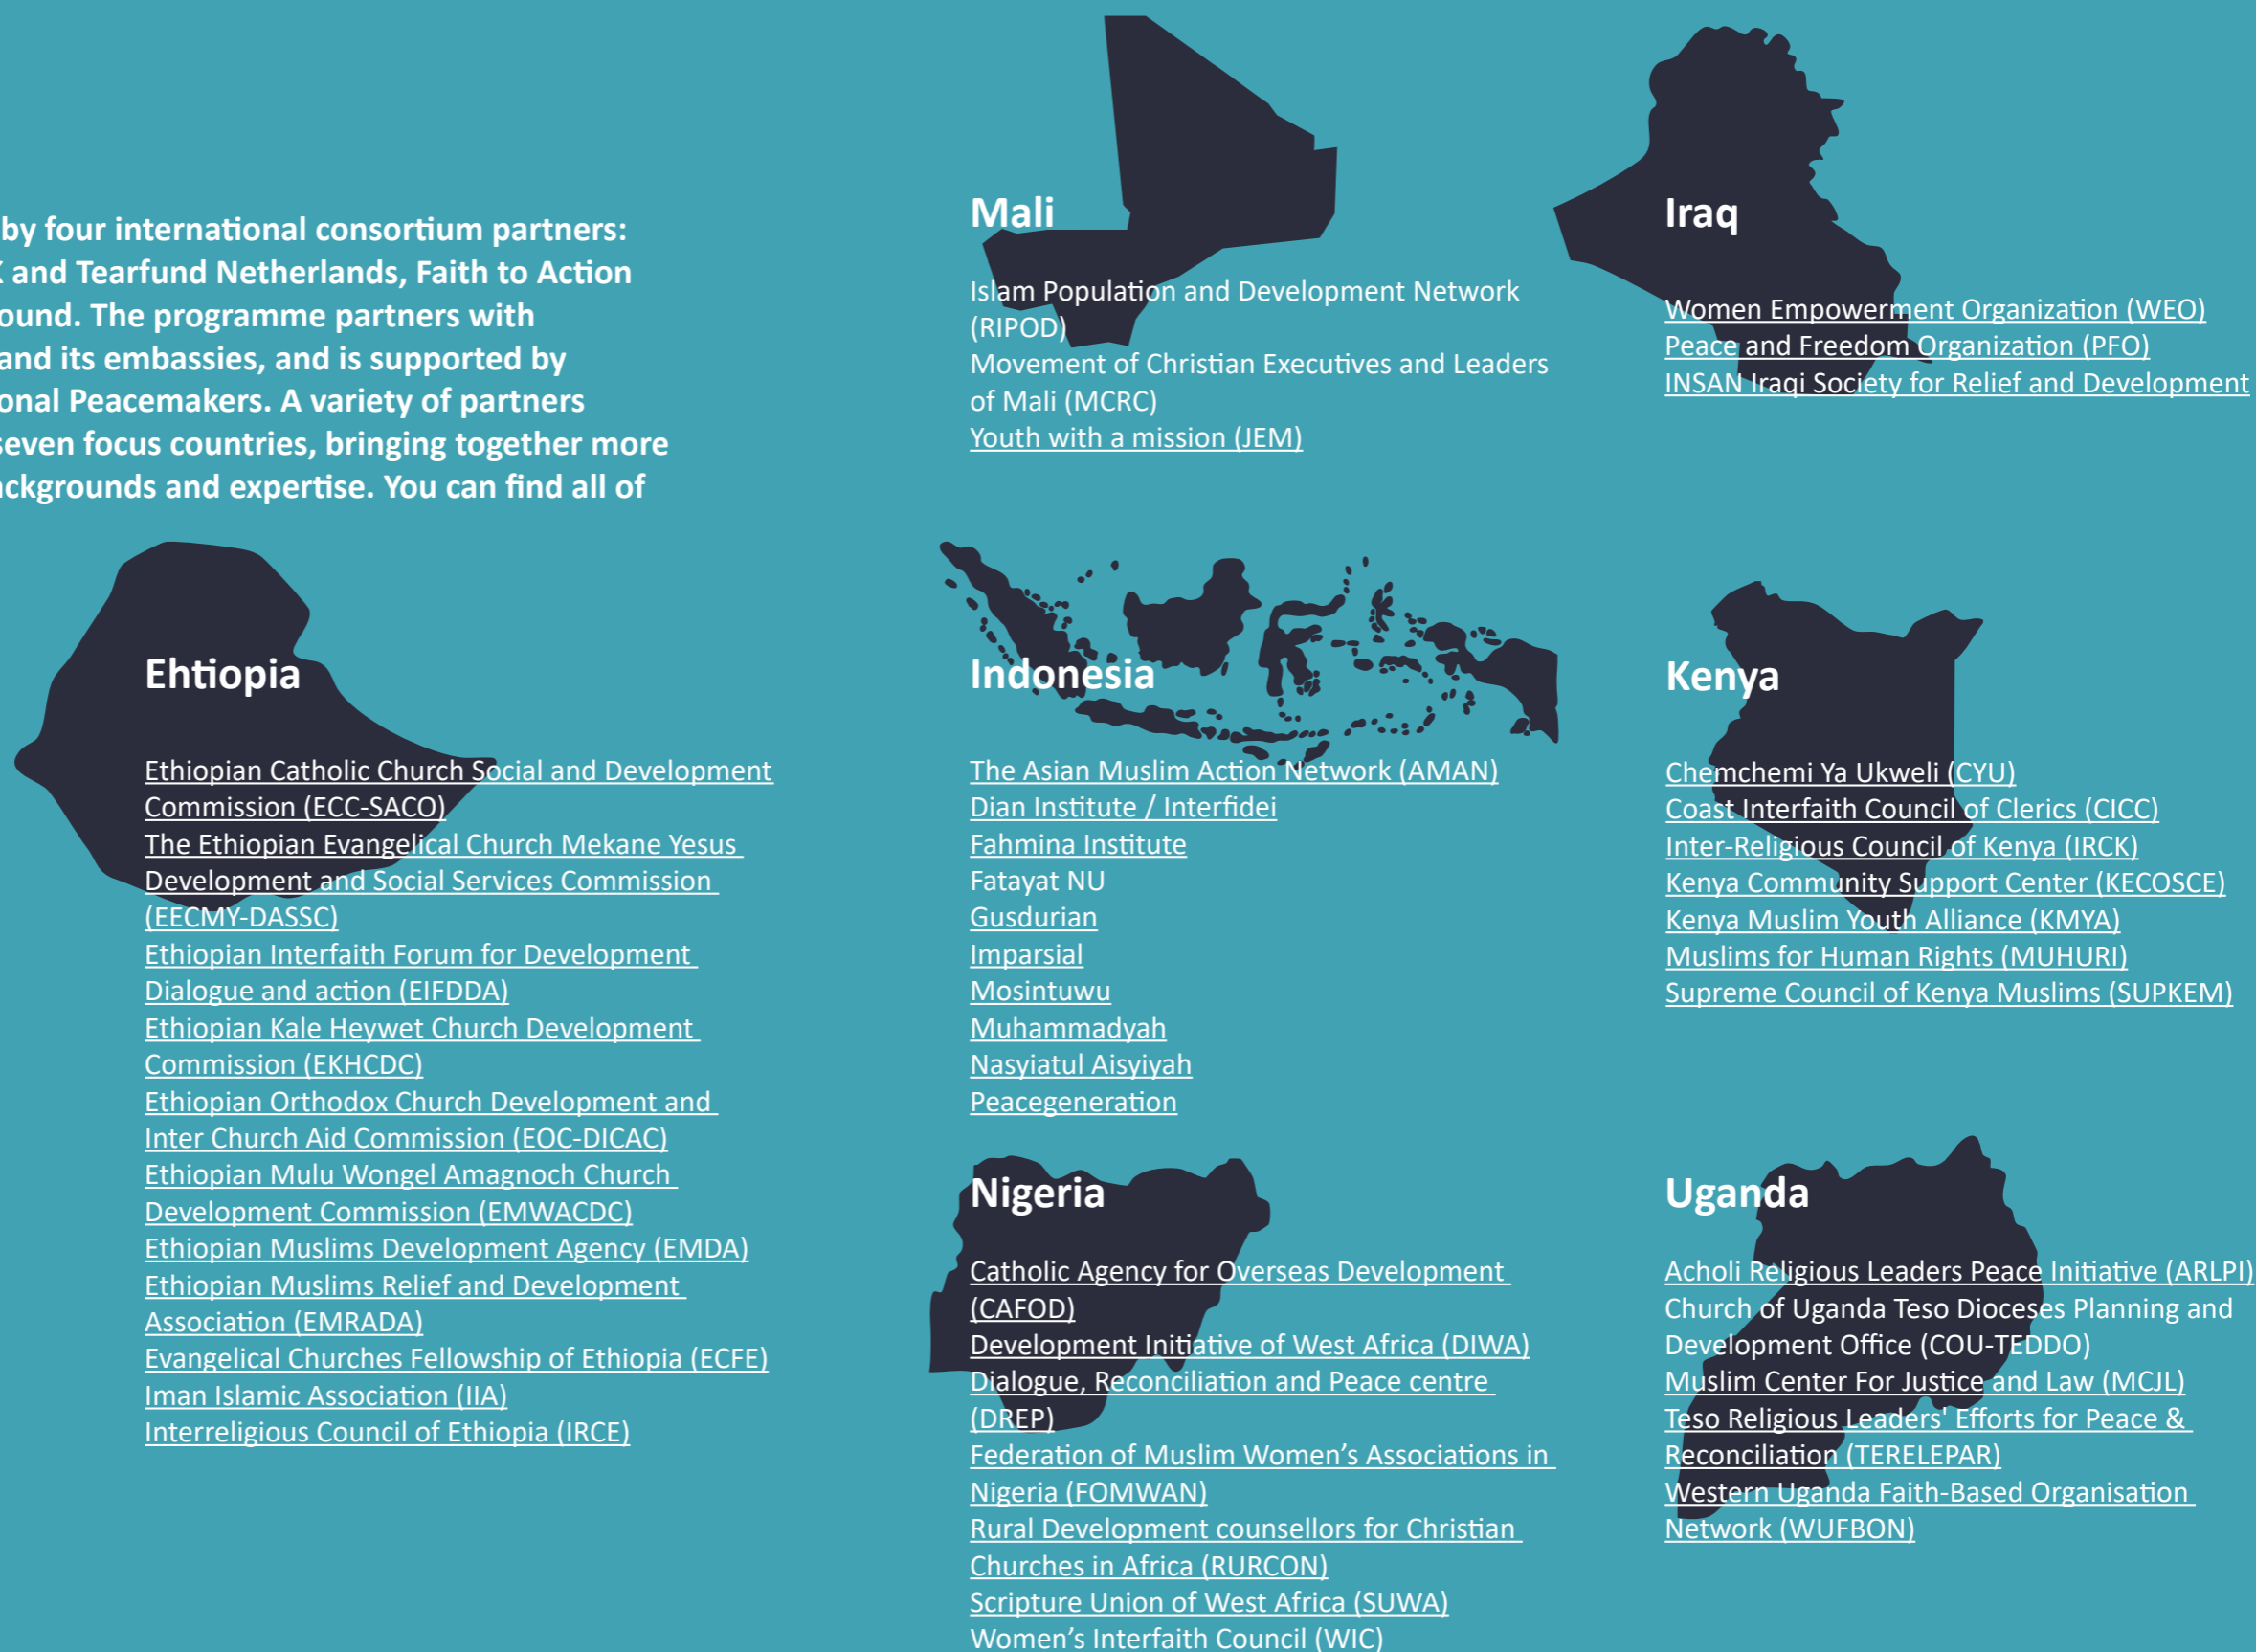 by four international consortium partners:
and Tearfund Netherlands, Faith to Action
ound. The programme partners with
and its embassies, and is supported by
onal Peacemakers. A variety of partners
seven focus countries, bringing together more
ackgrounds and expertise. You can find all of
Mali
Islam Population and Development Network
(RIPOD)
Movement of Christian Executives and Leaders
of Mali (MCRC)
Youth with a mission (JEM)
Iraq
Women Empowerment Organization (WEO)
Peace and Freedom Organization (PFO)
INSAN Iraqi Society for Relief and Development
Ehtiopia
Ethiopian Catholic Church Social and Development
Commission (ECC-SACO)
The Ethiopian Evangelical Church Mekane Yesus
Development and Social Services Commission
(EECMY-DASSC)
Ethiopian Interfaith Forum for Development
Dialogue and action (EIFDDA)
Ethiopian Kale Heywet Church Development
Commission (EKHCDC)
Ethiopian Orthodox Church Development and
Inter Church Aid Commission (EOC-DICAC)
Ethiopian Mulu Wongel Amagnoch Church
Development Commission (EMWACDC)
Ethiopian Muslims Development Agency (EMDA)
Ethiopian Muslims Relief and Development
Association (EMRADA)
Evangelical Churches Fellowship of Ethiopia (ECFE)
Iman Islamic Association (IIA)
Interreligious Council of Ethiopia (IRCE)
Indonesia
The Asian Muslim Action Network (AMAN)
Dian Institute / Interfidei
Fahmina Institute
Fatayat NU
Gusdurian
Imparsial
Mosintuwu
Muhammadyah
Nasyiatul Aisyiyah
Peacegeneration
Kenya
Chemchemi Ya Ukweli (CYU)
Coast Interfaith Council of Clerics (CICC)
Inter-Religious Council of Kenya (IRCK)
Kenya Community Support Center (KECOSCE)
Kenya Muslim Youth Alliance (KMYA)
Muslims for Human Rights (MUHURI)
Supreme Council of Kenya Muslims (SUPKEM)
Nigeria
Catholic Agency for Overseas Development
(CAFOD)
Development Initiative of West Africa (DIWA)
Dialogue, Reconciliation and Peace centre
(DREP)
Federation of Muslim Women’s Associations in
Nigeria (FOMWAN)
Rural Development counsellors for Christian
Churches in Africa (RURCON)
Scripture Union of West Africa (SUWA)
Women’s Interfaith Council (WIC)
Uganda
Acholi Religious Leaders Peace Initiative (ARLPI)
Church of Uganda Teso Dioceses Planning and
Development Office (COU-TEDDO)
Muslim Center For Justice and Law (MCJL)
Teso Religious Leaders' Efforts for Peace &
Reconciliation (TERELEPAR)
Western Uganda Faith-Based Organisation
Network (WUFBON)